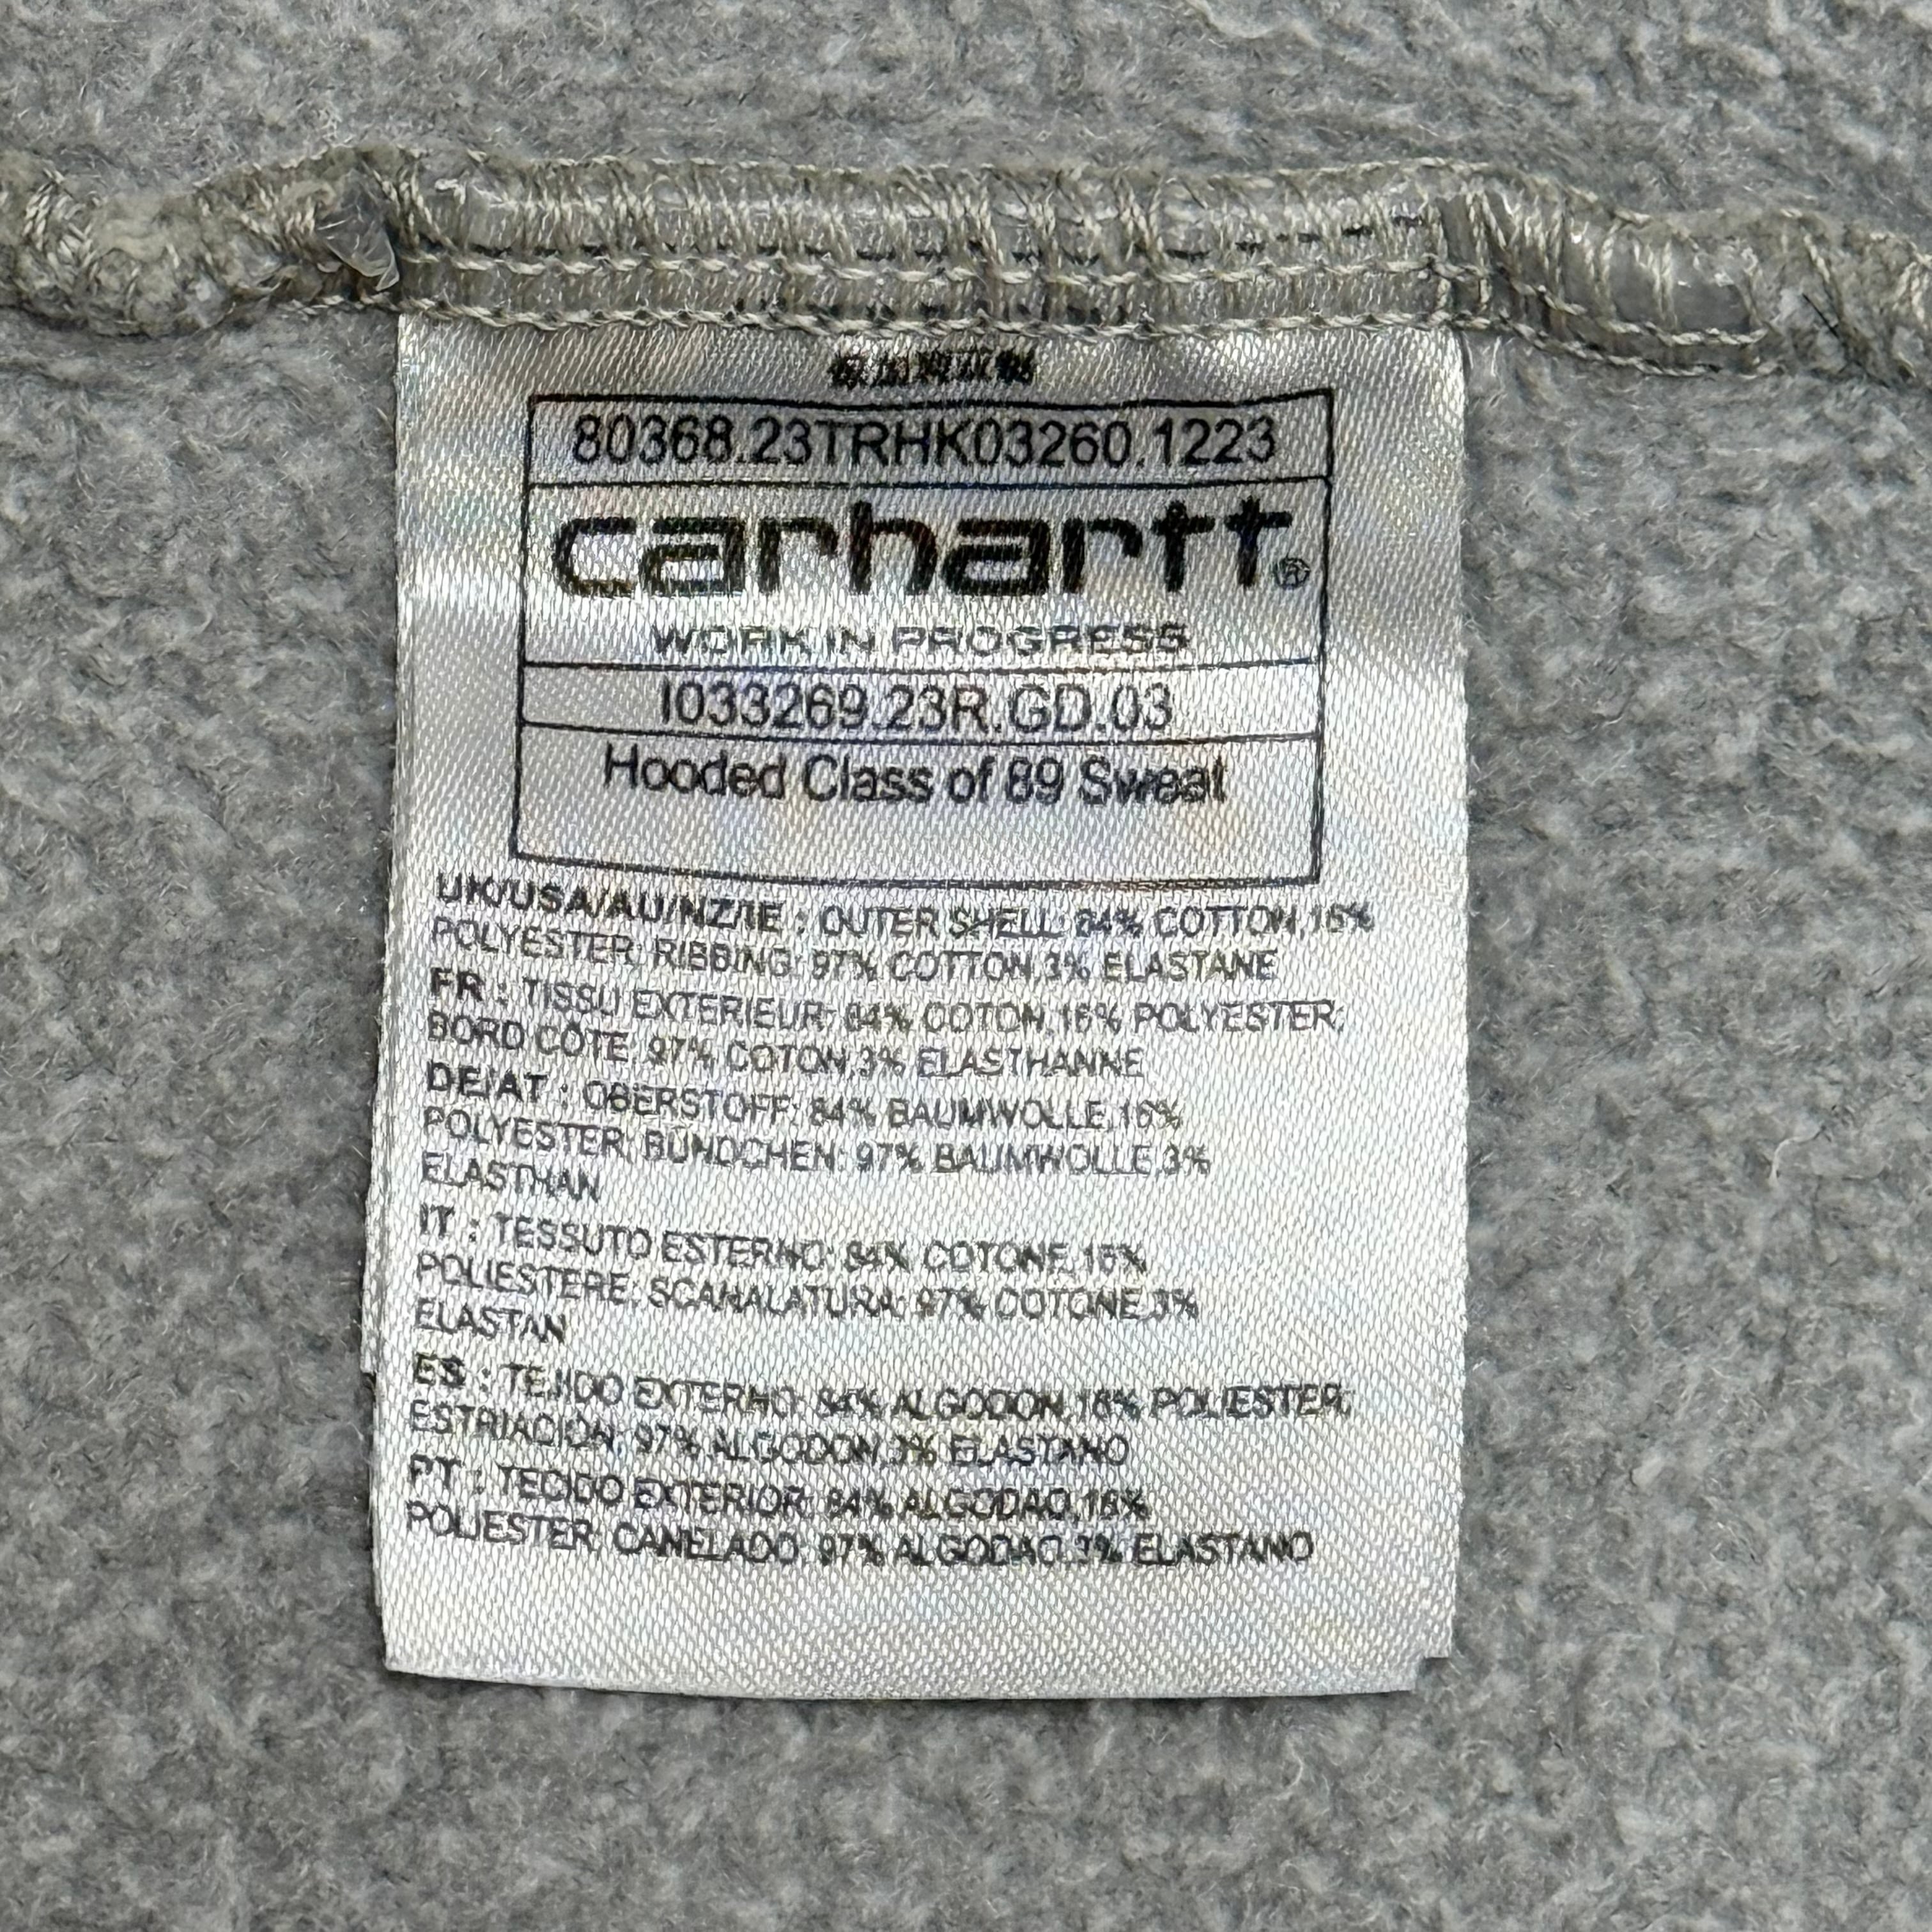 80368.23TRHK03260.1223
carhartt®
WORK IN PROGRESS
I033269.23R.GD.03
Hooded Class of 89 Sweat
UK/USA/AU/NZ/IE : OUTER SHELL: 84% COTTON,16%
POLYESTER; RIBBING: 97% COTTON,3% ELASTANE
FR : TISSU EXTERIEUR: 84% COTON,16% POLYESTER;
BORD CÔTE: 97% COTON,3% ELASTHANNE
DE/AT : OBERSTOFF: 84% BAUMWOLLE,16%
POLYESTER; BÜNDCHEN: 97% BAUMWOLLE,3%
ELASTHAN
IT : TESSUTO ESTERNO: 84% COTONE,16%
POLIESTERE; SCANALATURA: 97% COTONE,3%
ELASTAN
ES : TEJIDO EXTERNO: 84% ALGODON,16% POLIESTER;
ESTRIACIÓN: 97% ALGODON,3% ELASTANO
PT : TECIDO EXTERIOR: 84% ALGODAO,16%
POLIESTER; CANELADO: 97% ALGODAO,3% ELASTANO